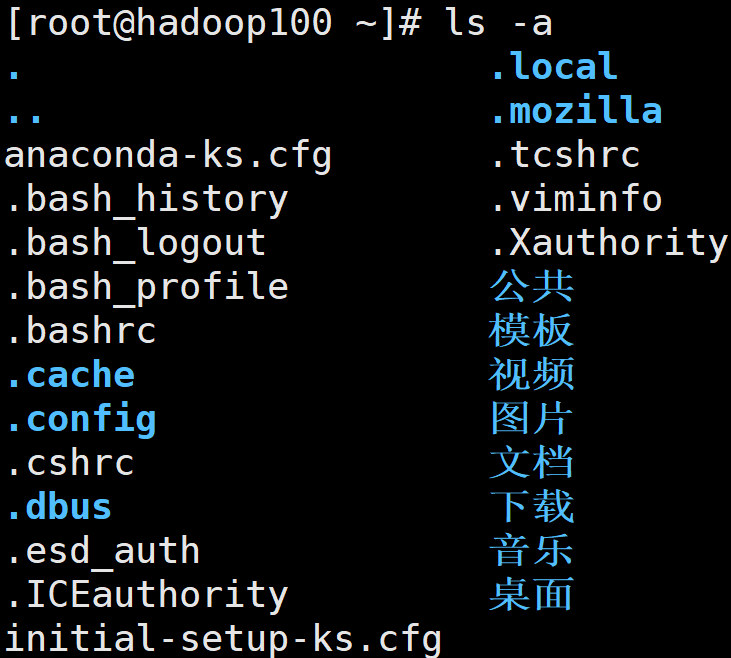 [root@hadoop100 ~]# ls -a
. .local
.. .mozilla
anaconda-ks.cfg .tcshrc
.bash_history .viminfo
.bash_logout .Xauthority
.bash_profile 公共
.bashrc 模板
.cache 视频
.config 图片
.cshrc 文档
.dbus 下载
.esd_auth 音乐
.ICEauthority 桌面
initial-setup-ks.cfg